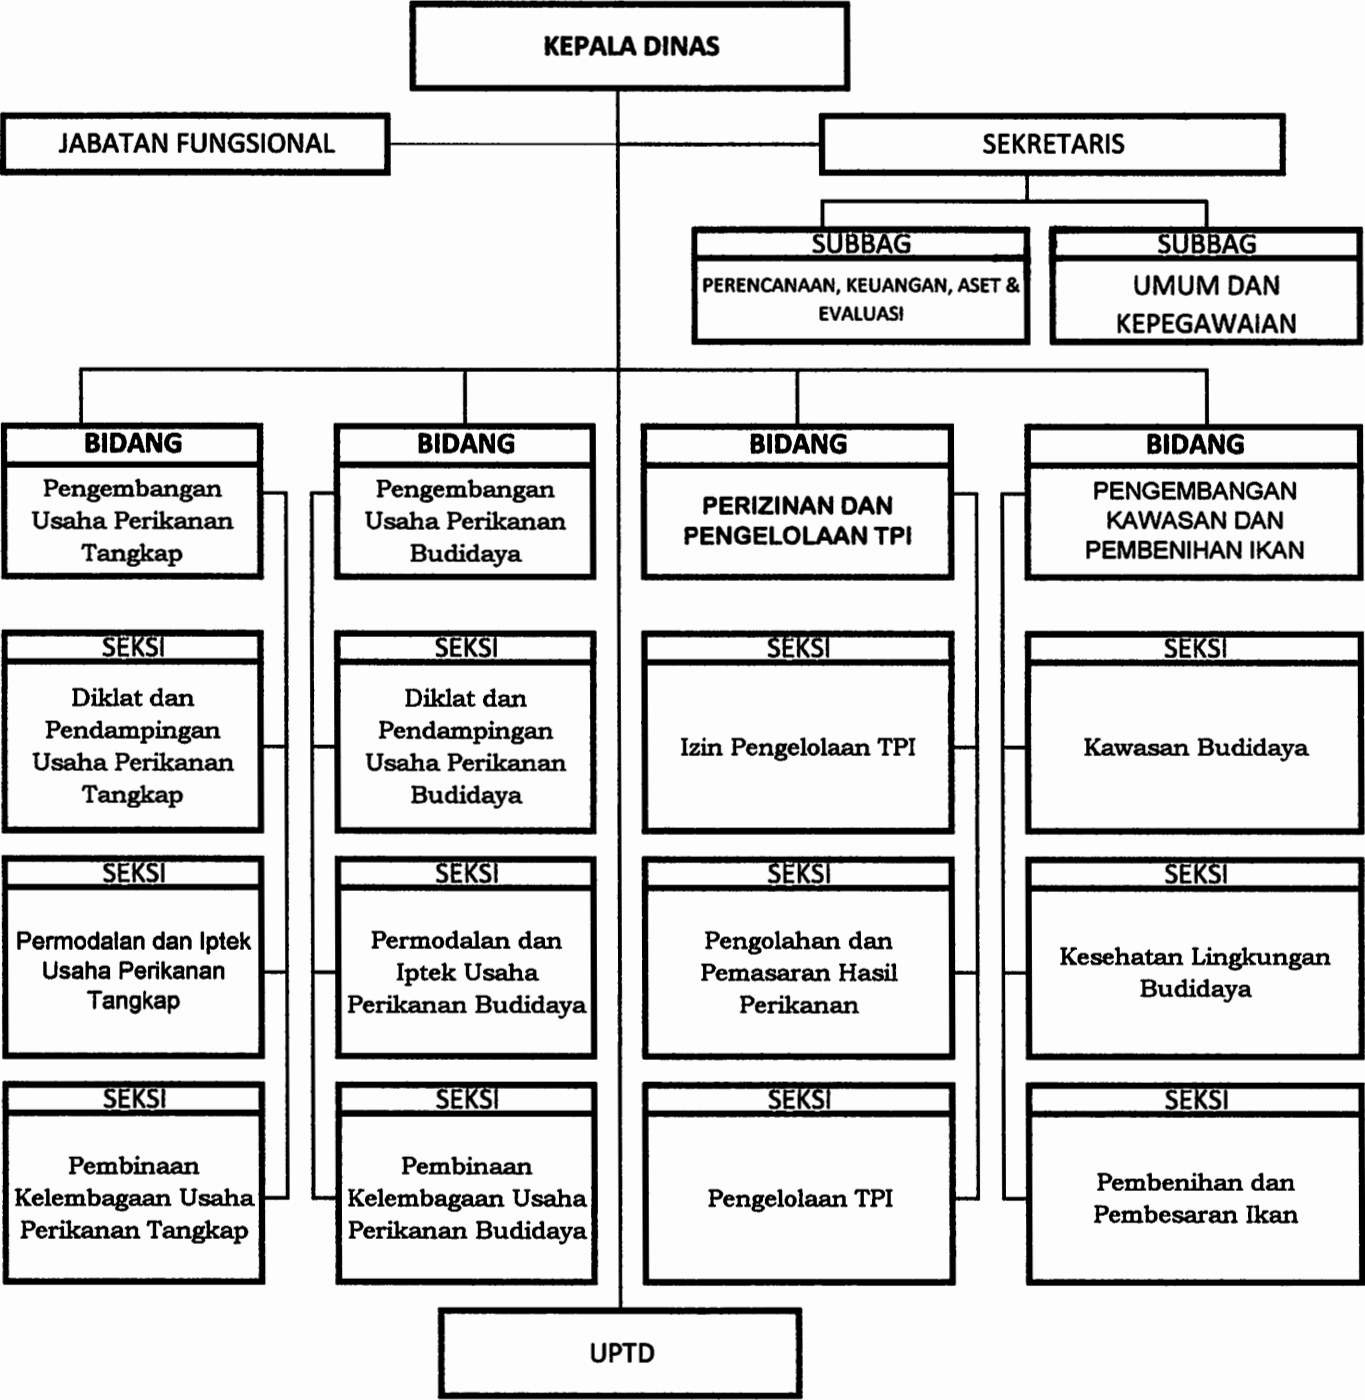 KEPALA DINAS
JABATAN FUNGSIONAL
SEKRETARIS
SUBBAG
PERENCANAAN, KEUANGAN, ASET &
EVALUASI
SUBBAG
UMUM DAN
KEPEGAWAIAN
BIDANG
Pengembangan
Usaha Perikanan
Tangkap
BIDANG
Pengembangan
Usaha Perikanan
Budidaya
BIDANG
PERIZINAN DAN
PENGELOLAAN TPI
BIDANG
PENGEMBANGAN
KAWASAN DAN
PEMBENIHAN IKAN
SEKSI
Diklat dan
Pendampingan
Usaha Perikanan
Tangkap
SEKSI
Diklat dan
Pendampingan
Usaha Perikanan
Budidaya
SEKSI
Izin Pengelolaan TPI
SEKSI
Kawasan Budidaya
SEKSI
Permodalan dan Iptek
Usaha Perikanan
Tangkap
SEKSI
Permodalan dan
Iptek Usaha
Perikanan Budidaya
SEKSI
Pengolahan dan
Pemasaran Hasil
Perikanan
SEKSI
Kesehatan Lingkungan
Budidaya
SEKSI
Pembinaan
Kelembagaan Usaha
Perikanan Tangkap
SEKSI
Pembinaan
Kelembagaan Usaha
Perikanan Budidaya
SEKSI
Pengelolaan TPI
SEKSI
Pembenihan dan
Pembesaran Ikan
UPTD